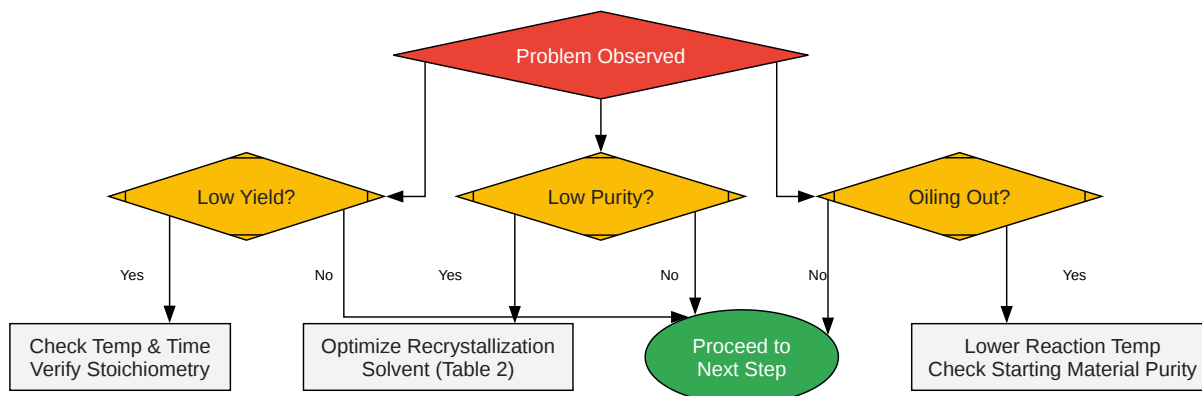 Problem Observed
Low Yield?
Low Purity?
Oiling Out?
Yes
No
Yes
No
No
Yes
Check Temp & Time
Verify Stoichiometry
Optimize Recrystallization
Solvent (Table 2)
Proceed to
Next Step
Lower Reaction Temp
Check Starting Material Purity